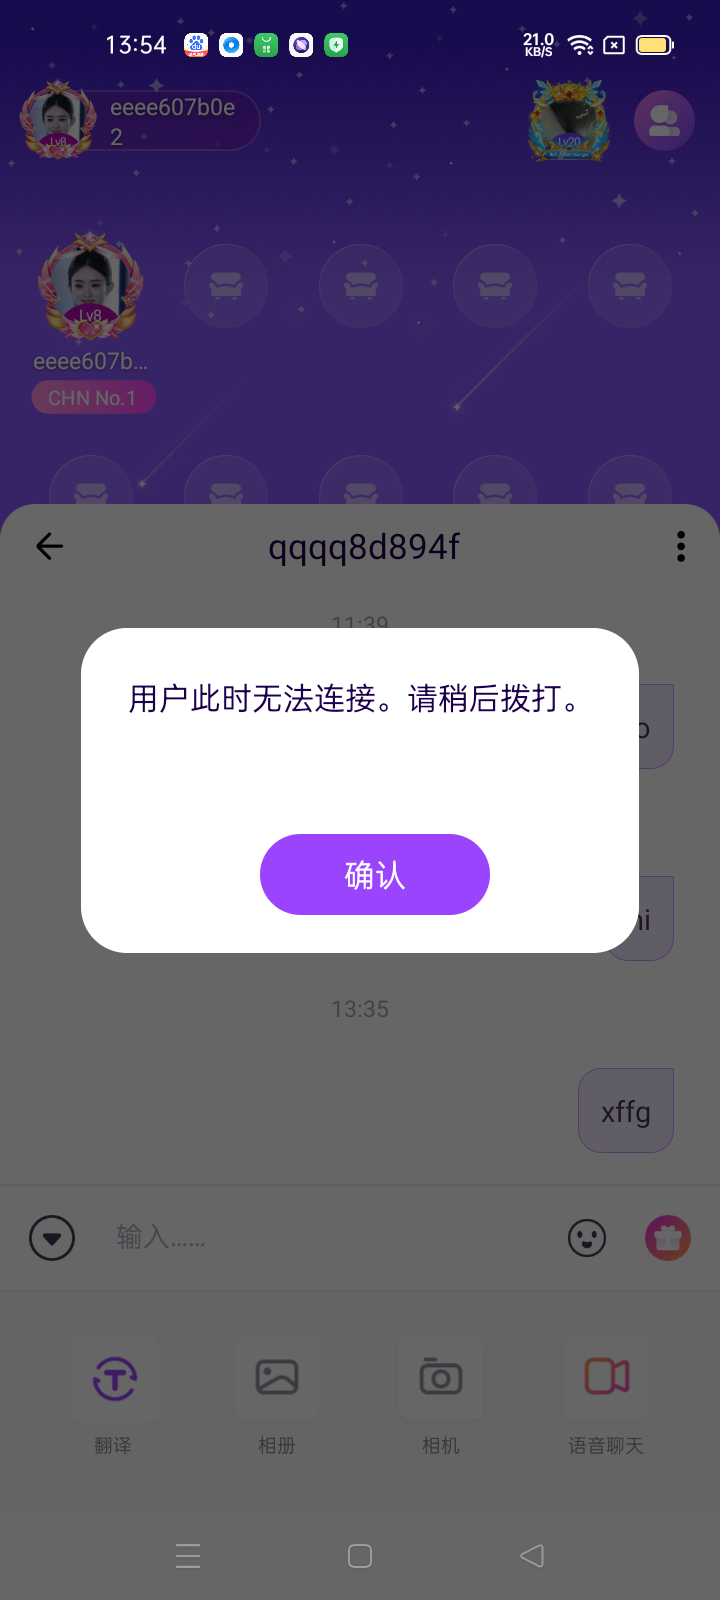 13:54
21.0
KB/S
eeee607b0e
2
Lv8
Lv20
Lv8
eeee607b...
CHN No.1
qqqq8d894f
11:39
用户此时无法连接。请稍后拨打。
o
hi
确认
13:35
xffg
输入......
翻译
相册
相机
语音聊天